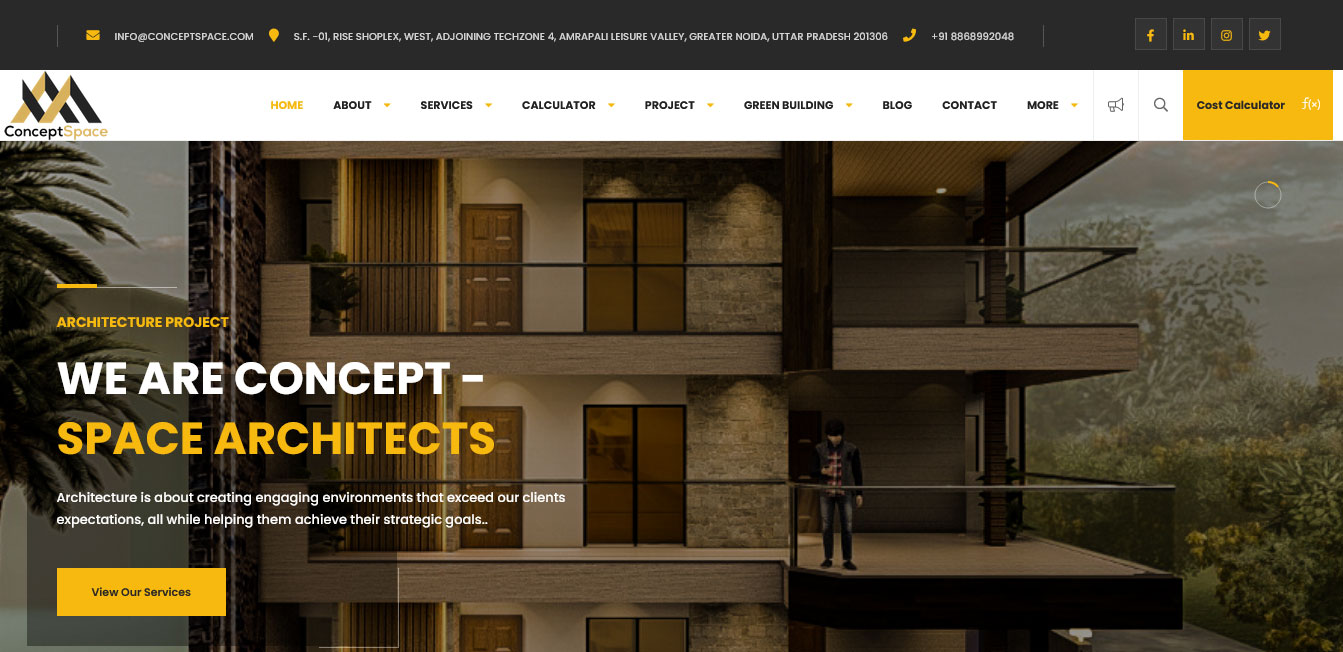 INFO@CONCEPTSPACE.COM
S.F. -01, RISE SHOPLEX, WEST, ADJOINING TECHZONE 4, AMRAPALI LEISURE VALLEY, GREATER NOIDA, UTTAR PRADESH 201306
+91 8868992048
ConceptSpace
HOME ABOUT SERVICES CALCULATOR PROJECT GREEN BUILDING BLOG CONTACT MORE
Cost Calculator f(x)
ARCHITECTURE PROJECT
WE ARE CONCEPT -
SPACE ARCHITECTS
Architecture is about creating engaging environments that exceed our clients
expectations, all while helping them achieve their strategic goals..
View Our Services